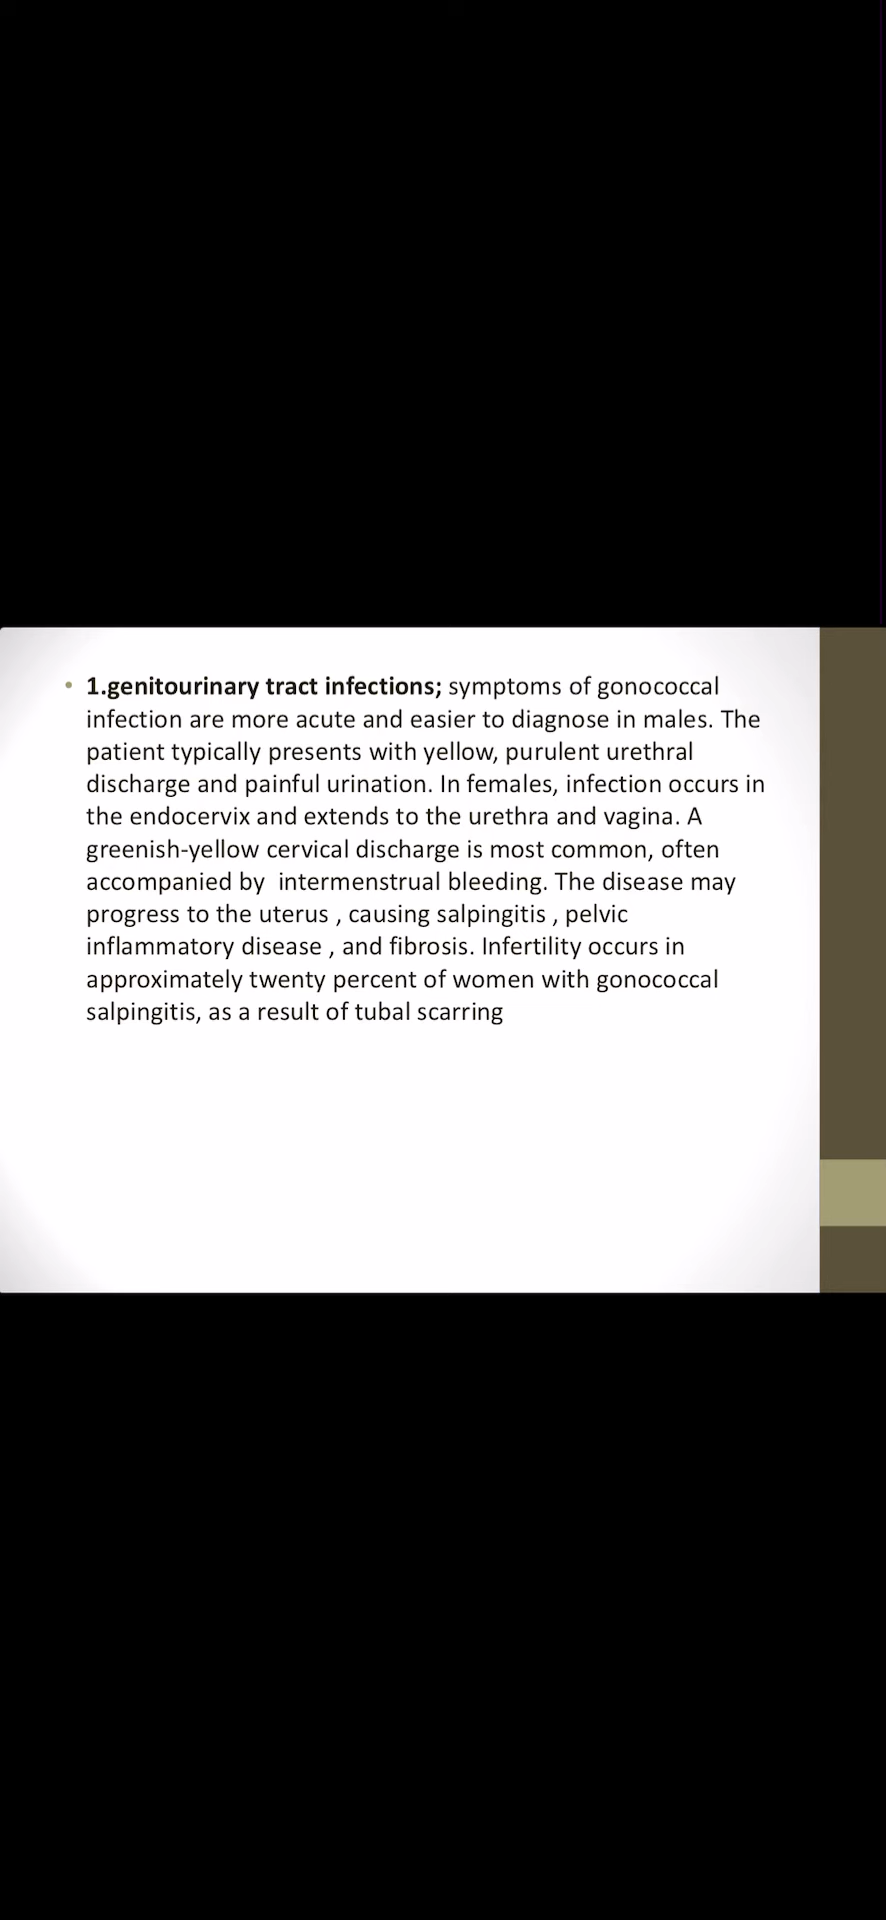 • 1.genitourinary tract infections; symptoms of gonococcal
infection are more acute and easier to diagnose in males. The
patient typically presents with yellow, purulent urethral
discharge and painful urination. In females, infection occurs in
the endocervix and extends to the urethra and vagina. A
greenish-yellow cervical discharge is most common, often
accompanied by  intermenstrual bleeding. The disease may
progress to the uterus , causing salpingitis , pelvic
inflammatory disease , and fibrosis. Infertility occurs in
approximately twenty percent of women with gonococcal
salpingitis, as a result of tubal scarring